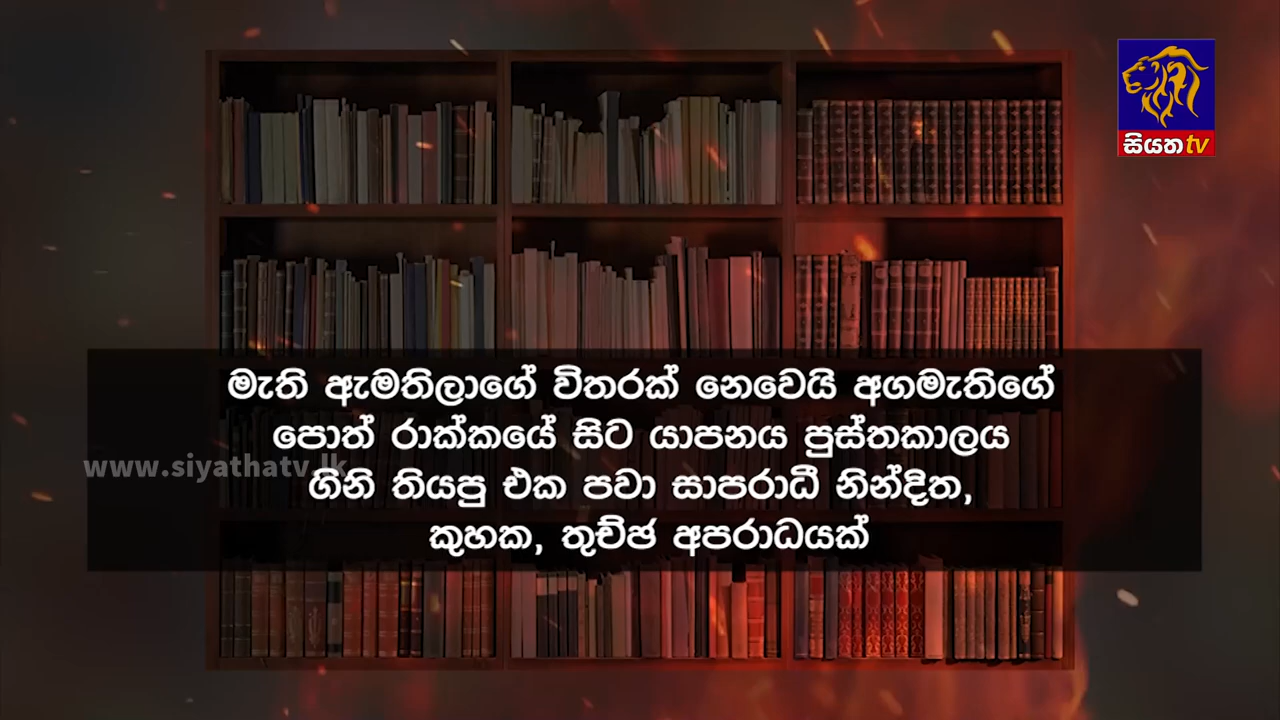 සියත tv
මැති ඇමතිලාගේ විතරක් නෙවෙයි අගමැතිගේ
පොත් රාක්කයේ සිට යාපනය පුස්තකාලය
www.siyathatv.lk
ගිනි තියපු එක පවා සාපරාධී නින්දිත,
කුහක, තුච්ඡ අපරාධයක්